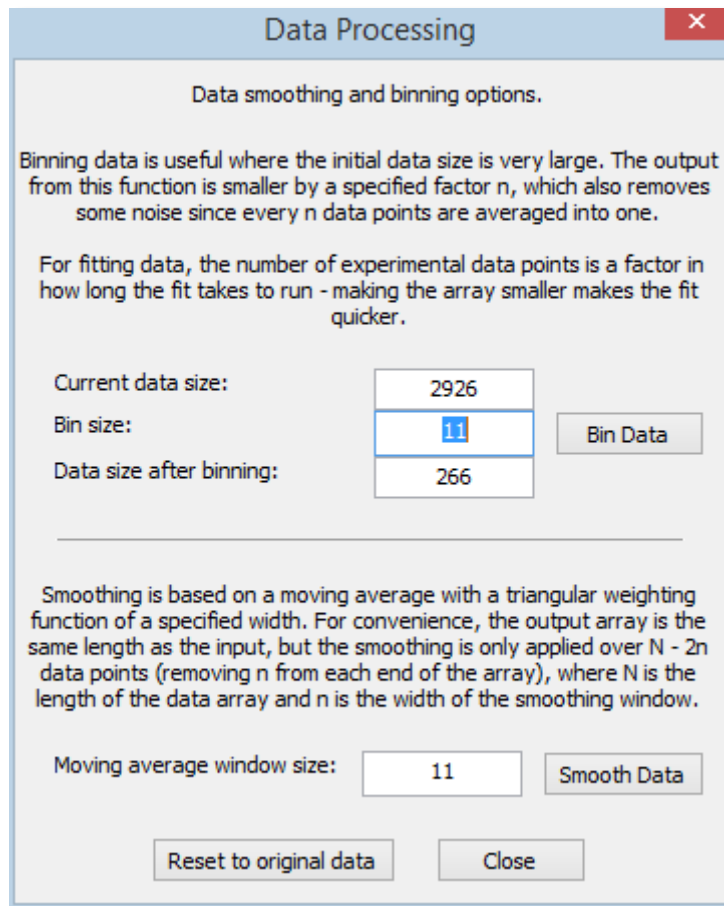 Data Processing
Data smoothing and binning options.
Binning data is useful where the initial data size is very large. The output
from this function is smaller by a specified factor n, which also removes
some noise since every n data points are averaged into one.
For fitting data, the number of experimental data points is a factor in
how long the fit takes to run - making the array smaller makes the fit
quicker.
Current data size: 2926
Bin size: 11 Bin Data
Data size after binning: 266
Smoothing is based on a moving average with a triangular weighting
function of a specified width. For convenience, the output array is the
same length as the input, but the smoothing is only applied over N - 2n
data points (removing n from each end of the array), where N is the
length of the data array and n is the width of the smoothing window.
Moving average window size: 11 Smooth Data
Reset to original data Close